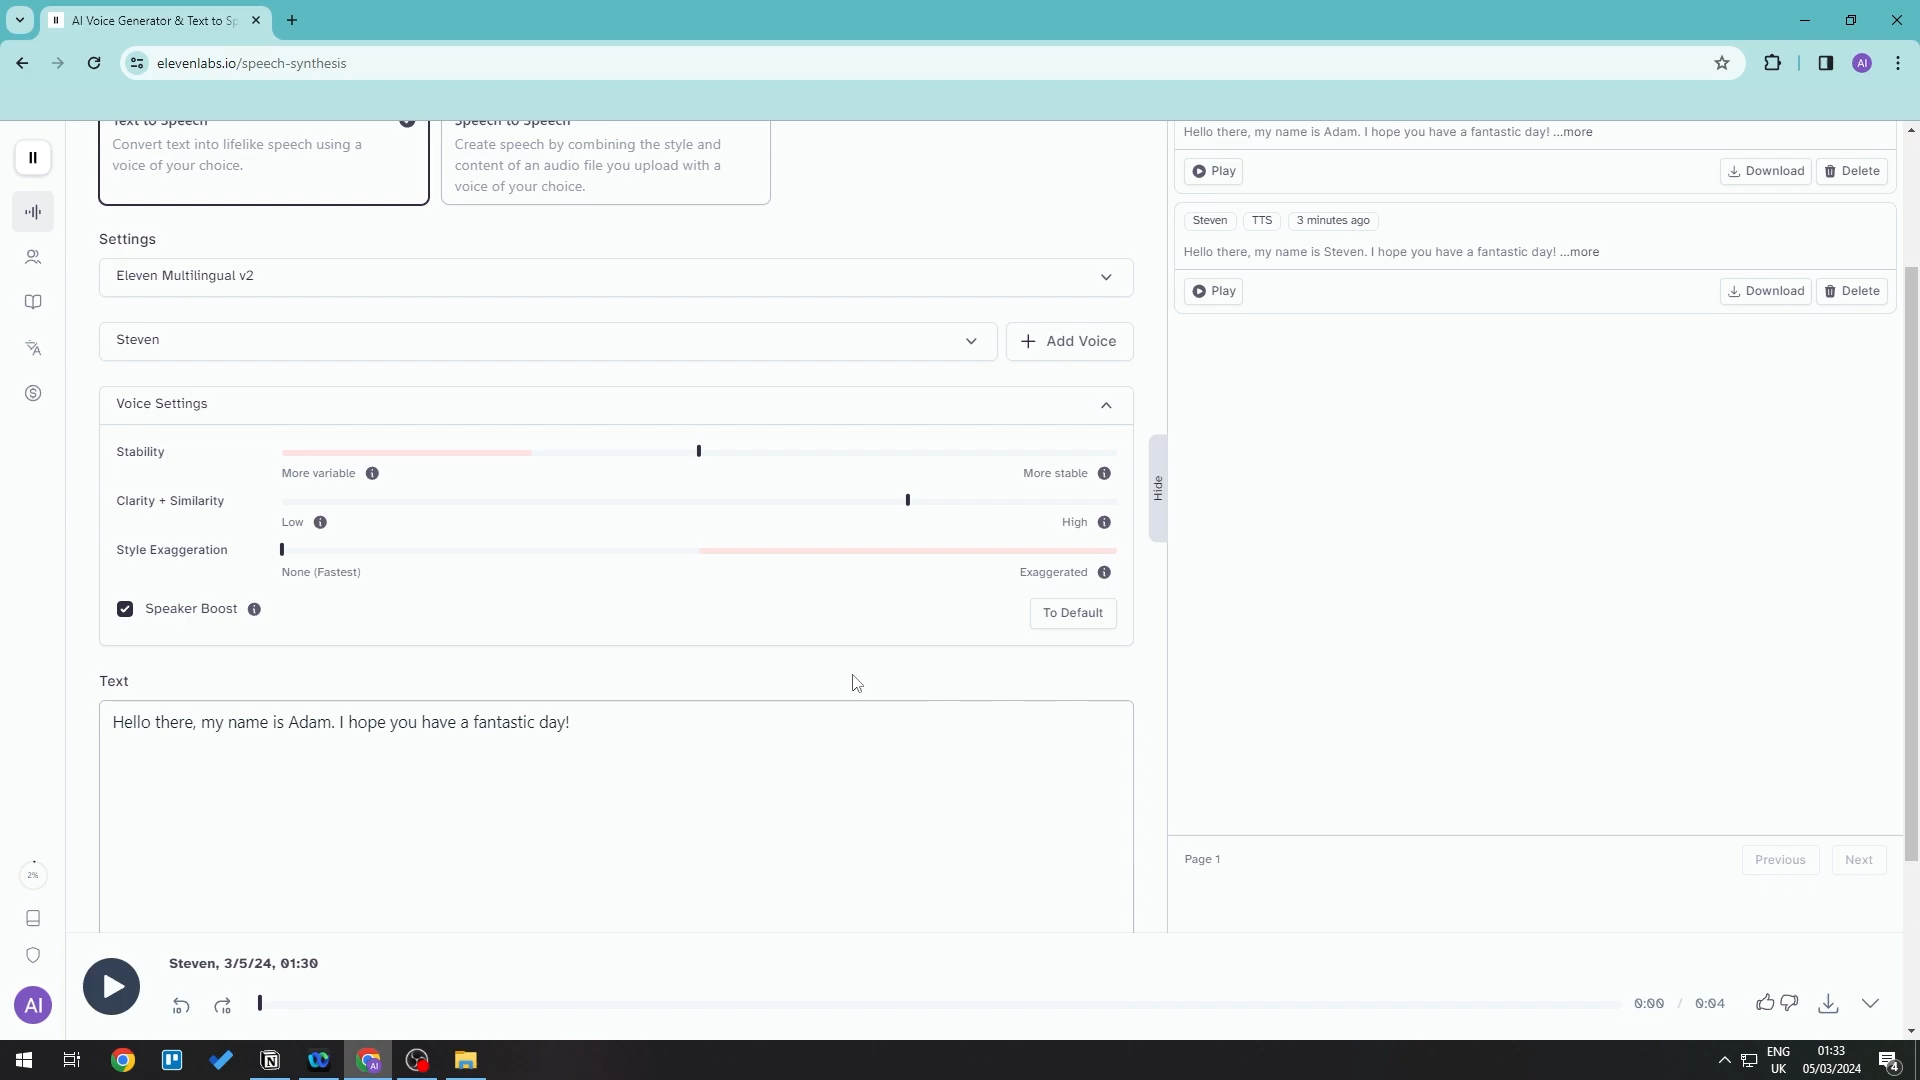 AI Voice Generator & Text to Sp
elevenlabs.io/speech-synthesis
AI
Text to Speech
Convert text into lifelike speech using a
voice of your choice.
Speech to Speech
Create speech by combining the style and
content of an audio file you upload with a
voice of your choice.
Settings
Eleven Multilingual v2
Steven
Add Voice
Voice Settings
Stability
More variable
More stable
Clarity + Similarity
Low
High
Style Exaggeration
None (Fastest)
Exaggerated
Speaker Boost
To Default
Text
Hello there, my name is Adam. I hope you have a fantastic day!
Hide
Hello there, my name is Adam. I hope you have a fantastic day! ...more
Play
Download
Delete
Steven
TTS
3 minutes ago
Hello there, my name is Steven. I hope you have a fantastic day! ...more
Play
Download
Delete
Page 1
Previous
Next
2%
AI
Steven, 3/5/24, 01:30
10
10
0:00 / 0:04
AI
ENG
UK
01:33
05/03/2024
4